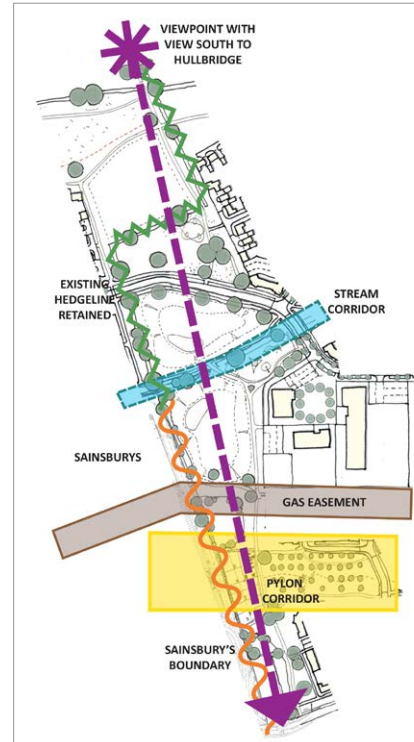 VIEWPOINT WITH
VIEW SOUTH TO
HULLBRIDGE
EXISTING
HEDGELINE
RETAINED
STREAM
CORRIDOR
SAINSBURYS
GAS EASEMENT
PYLON
CORRIDOR
SAINSBURY'S
BOUNDARY